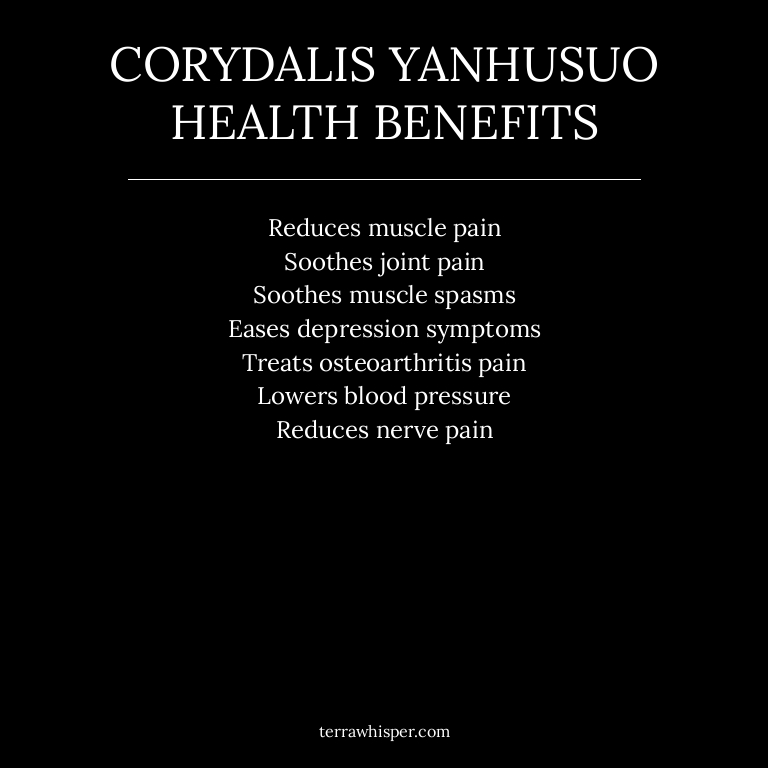 CORYDALIS YANHUSUO
HEALTH BENEFITS
Reduces muscle pain
Soothes joint pain
Soothes muscle spasms
Eases depression symptoms
Treats osteoarthritis pain
Lowers blood pressure
Reduces nerve pain
terrawhisper.com